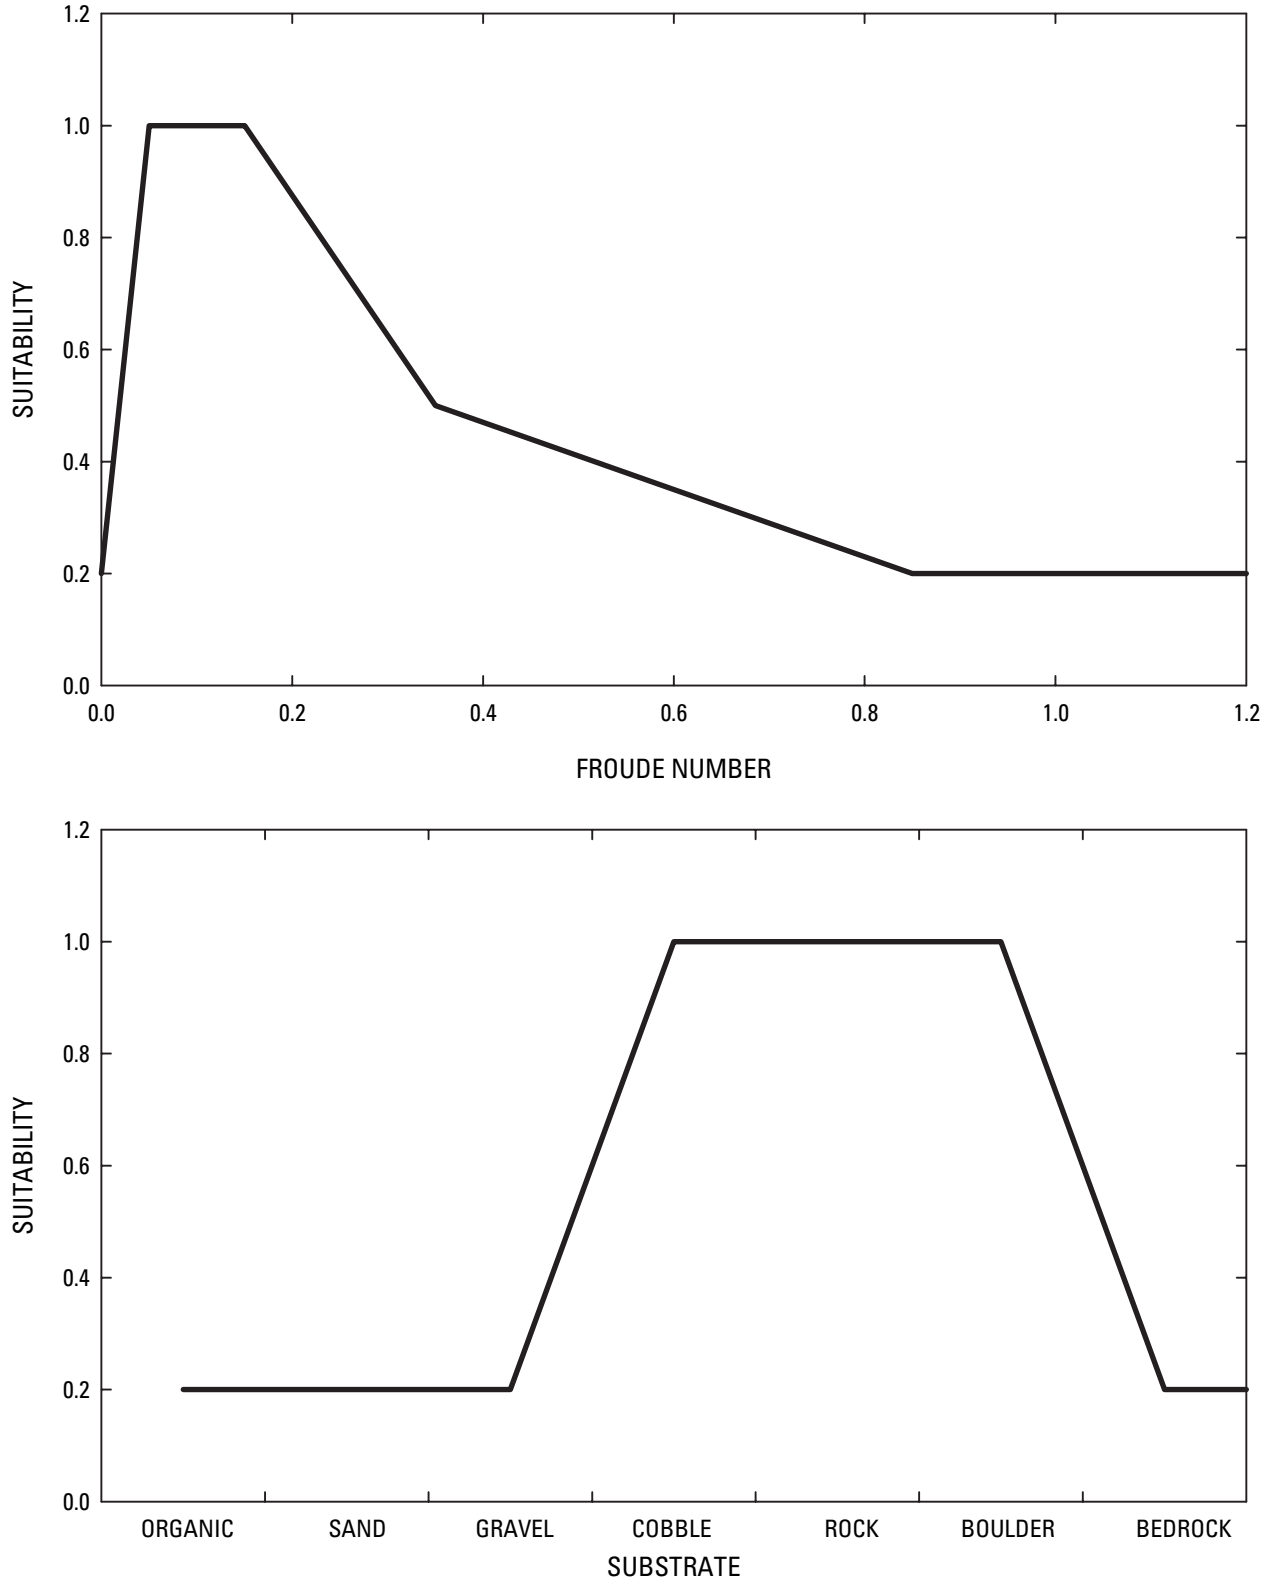 1.2
1.0
0.8
0.6
0.4
0.2
0.0
SUITABILITY
0.0 0.2 0.4 0.6 0.8 1.0 1.2
FROUDE NUMBER
1.2
1.0
0.8
0.6
0.4
0.2
0.0
SUITABILITY
ORGANIC SAND GRAVEL COBBLE ROCK BOULDER BEDROCK
SUBSTRATE